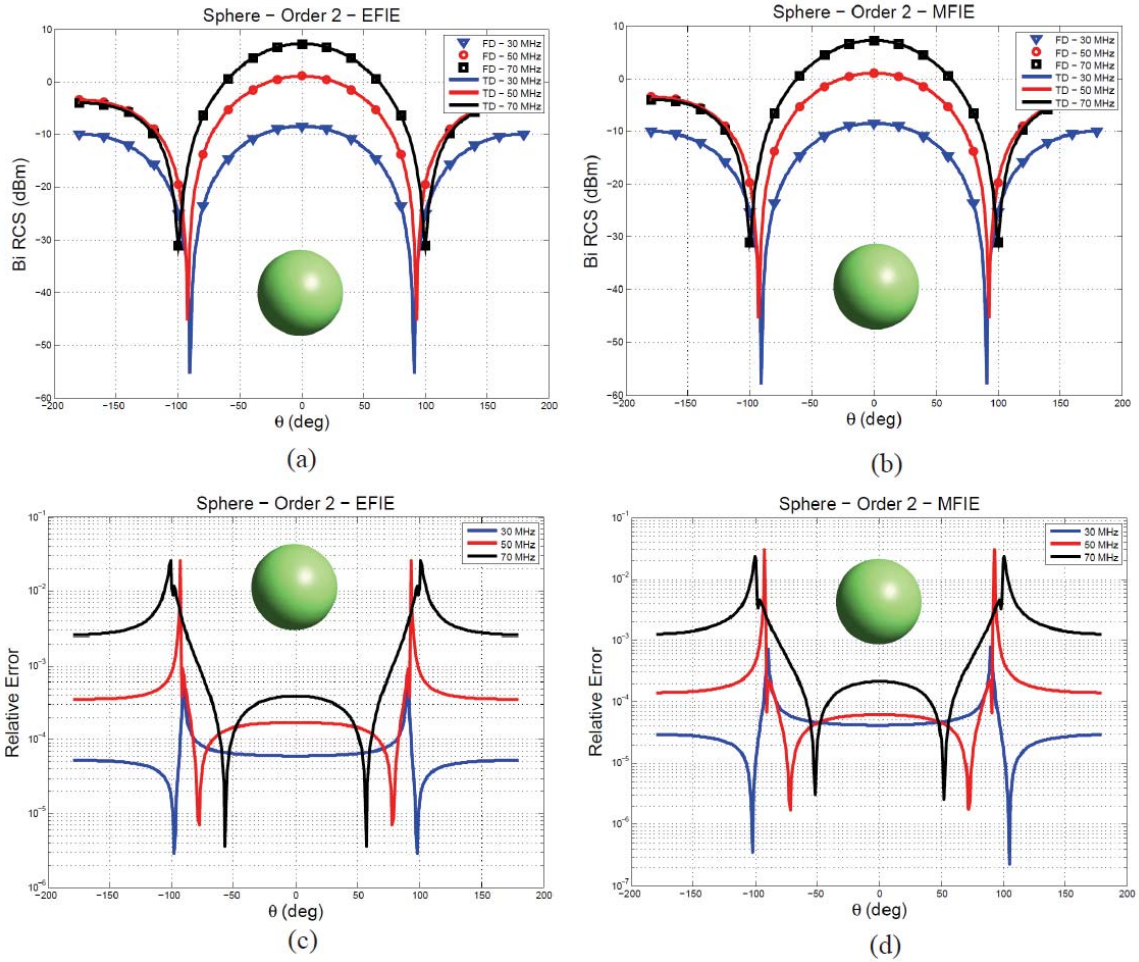 Sphere − Order 2 − EFIE
10
0
−10
−20
−30
−40
−50
−60
Bi RCS (dBm)
FD − 30 MHz
FD − 50 MHz
FD − 70 MHz
TD − 30 MHz
TD − 50 MHz
TD − 70 MHz
−200 −150 −100 −50 0 50 100 150 200
θ (deg)
(a)
Sphere − Order 2 − MFIE
10
0
−10
−20
−30
−40
−50
−60
Bi RCS (dBm)
FD − 30 MHz
FD − 50 MHz
FD − 70 MHz
TD − 30 MHz
TD − 50 MHz
TD − 70 MHz
−200 −150 −100 −50 0 50 100 150 200
θ (deg)
(b)
Sphere − Order 2 − EFIE
10⁻¹
10⁻²
10⁻³
10⁻⁴
10⁻⁵
10⁻⁶
Relative Error
30 MHz
50 MHz
70 MHz
−200 −150 −100 −50 0 50 100 150 200
θ (deg)
(c)
Sphere − Order 2 − MFIE
10⁻¹
10⁻²
10⁻³
10⁻⁴
10⁻⁵
10⁻⁶
10⁻⁷
Relative Error
30 MHz
50 MHz
70 MHz
−200 −150 −100 −50 0 50 100 150 200
θ (deg)
(d)